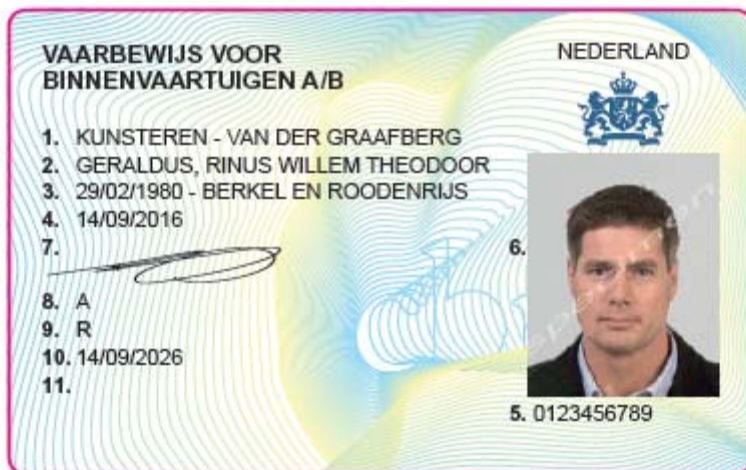 VAARBEWIJS VOOR
BINNENVAARTUIGEN A/B
NEDERLAND
1. KUNSTEREN - VAN DER GRAAFBERG
2. GERALDUS, RINUS WILLEM THEODOOR
3. 29/02/1980 - BERKEL EN ROODENRIJS
4. 14/09/2016
7.
6.
8. A
9. R
10. 14/09/2026
11.
5. 0123456789